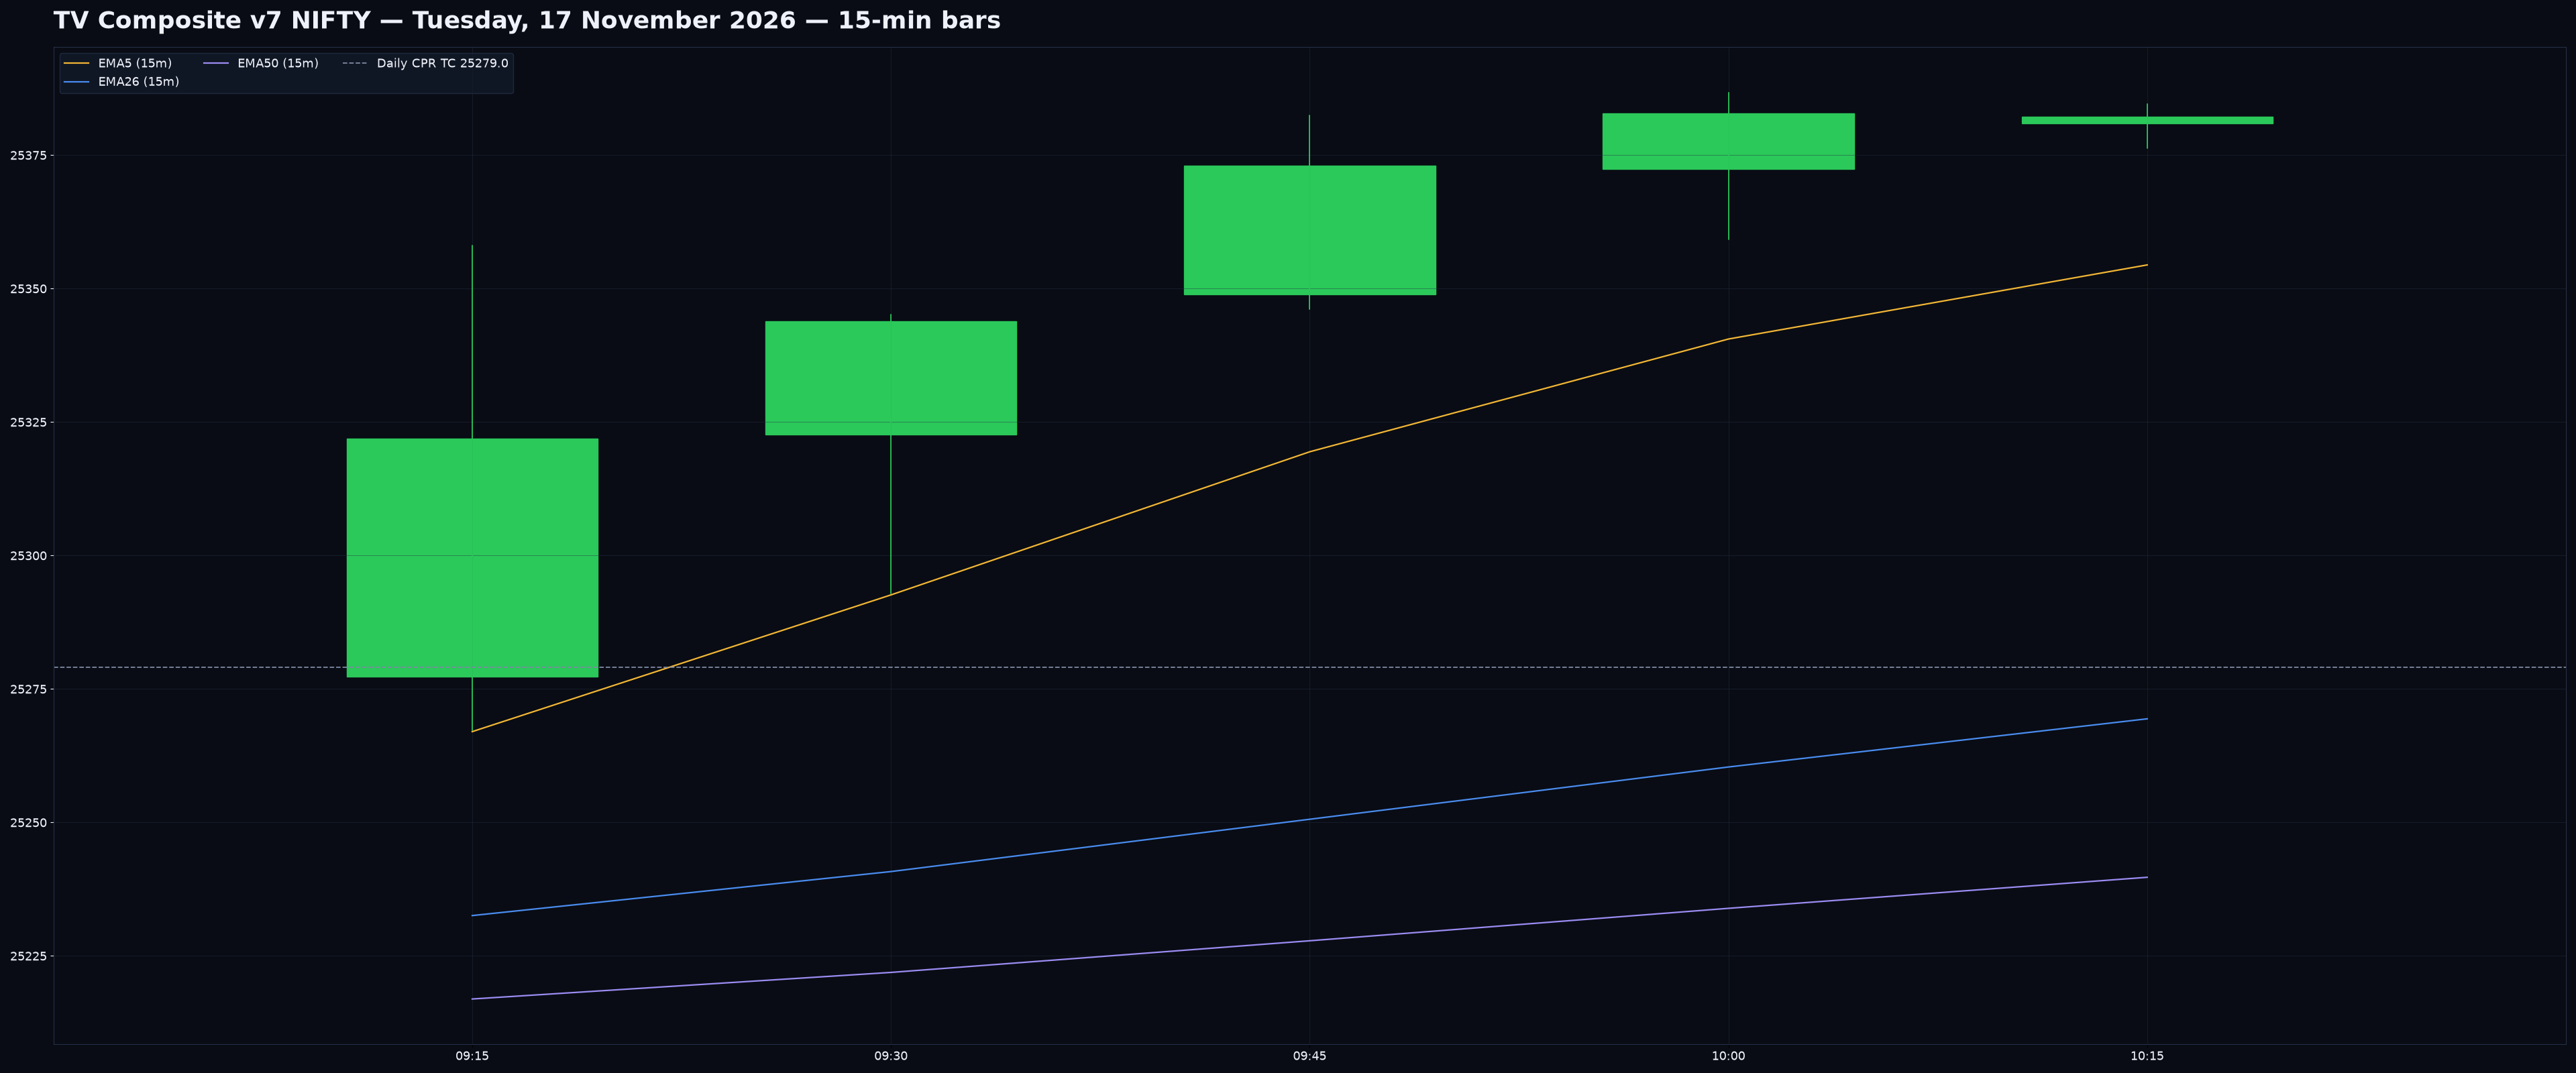 TV Composite v7 NIFTY — Tuesday, 17 November 2026 — 15-min bars
EMA5 (15m) EMA50 (15m) Daily CPR TC 25279.0
EMA26 (15m)
25375
25350
25325
25300
25275
25250
25225
09:15 09:30 09:45 10:00 10:15